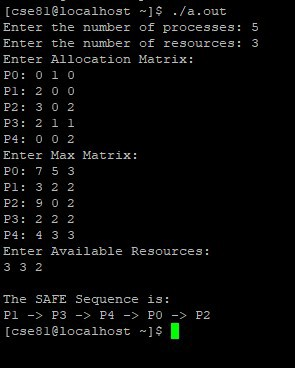 [cse81@localhost ~]$ ./a.out
Enter the number of processes: 5
Enter the number of resources: 3
Enter Allocation Matrix:
P0: 0 1 0
P1: 2 0 0
P2: 3 0 2
P3: 2 1 1
P4: 0 0 2
Enter Max Matrix:
P0: 7 5 3
P1: 3 2 2
P2: 9 0 2
P3: 2 2 2
P4: 4 3 3
Enter Available Resources:
3 3 2
The SAFE Sequence is:
P1 -> P3 -> P4 -> P0 -> P2
[cse81@localhost ~]$